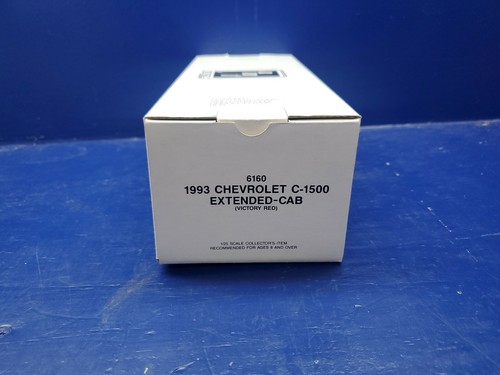 6160
1993 CHEVROLET C-1500
EXTENDED-CAB
(VICTORY RED)
1/25 SCALE COLLECTOR'S ITEM
RECOMMENDED FOR AGES 8 AND OVER